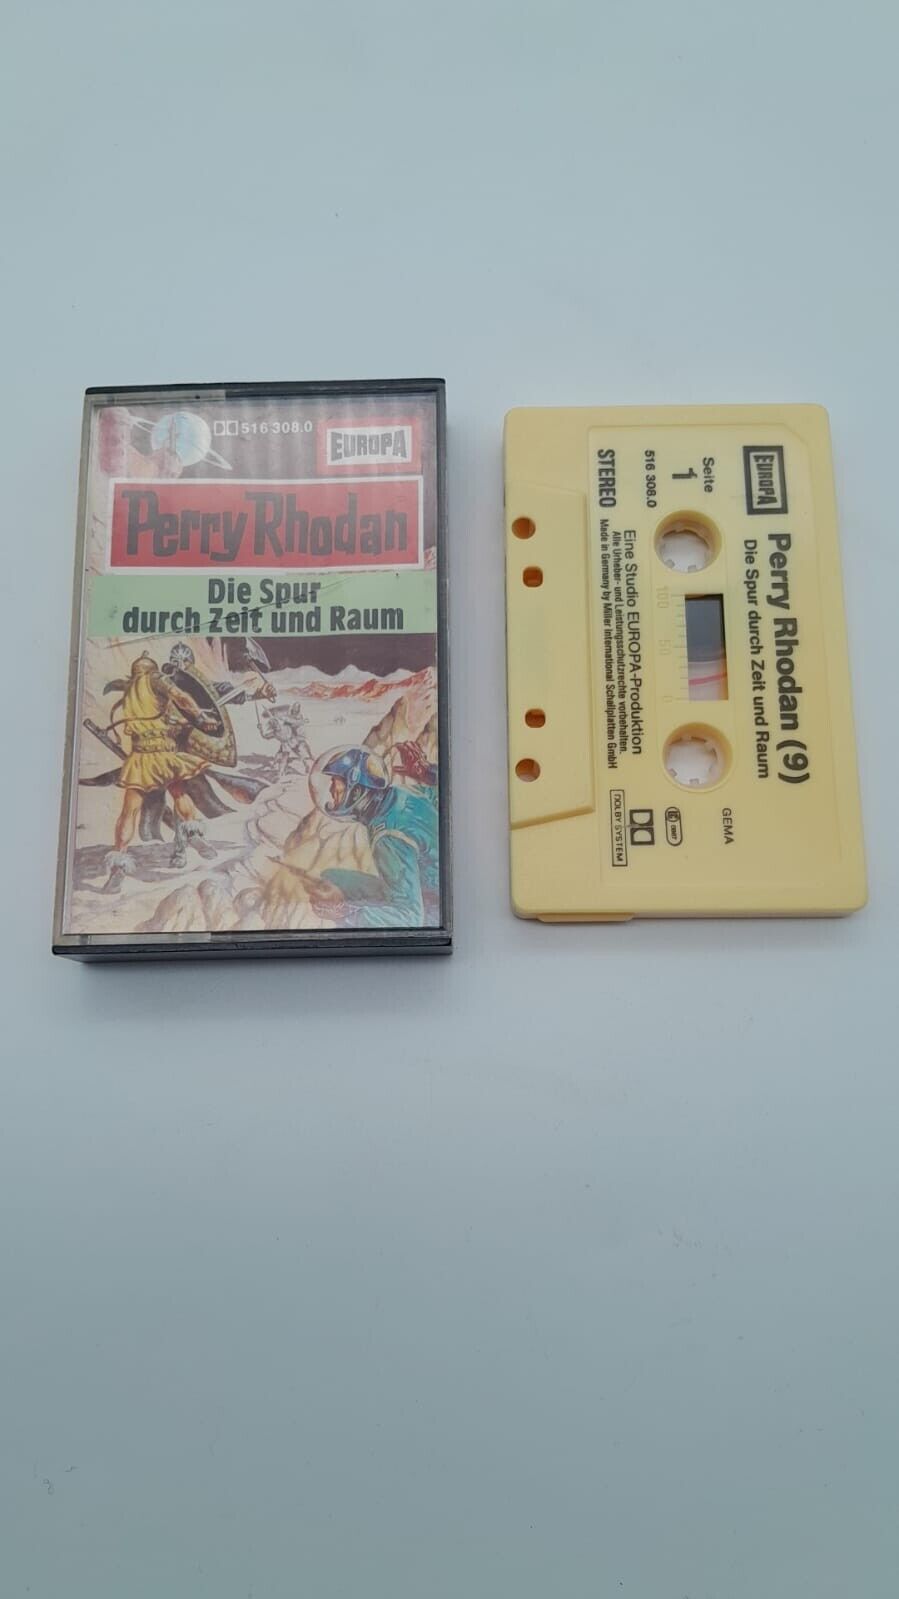 516 308.0
EUROPA
Perry Rhodan
Die Spur
durch Zeit und Raum
EUROPA
Perry Rhodan (9)
Die Spur durch Zeit und Raum
Seite
1
516 308.0
STEREO
GEMA
100 50 0
Eine Studio EUROPA-Produktion
Alle Urheber- und Leistungsschutzrechte vorbehalten.
Made in Germany by Miller International Schallplatten GmbH
DOLBY SYSTEM